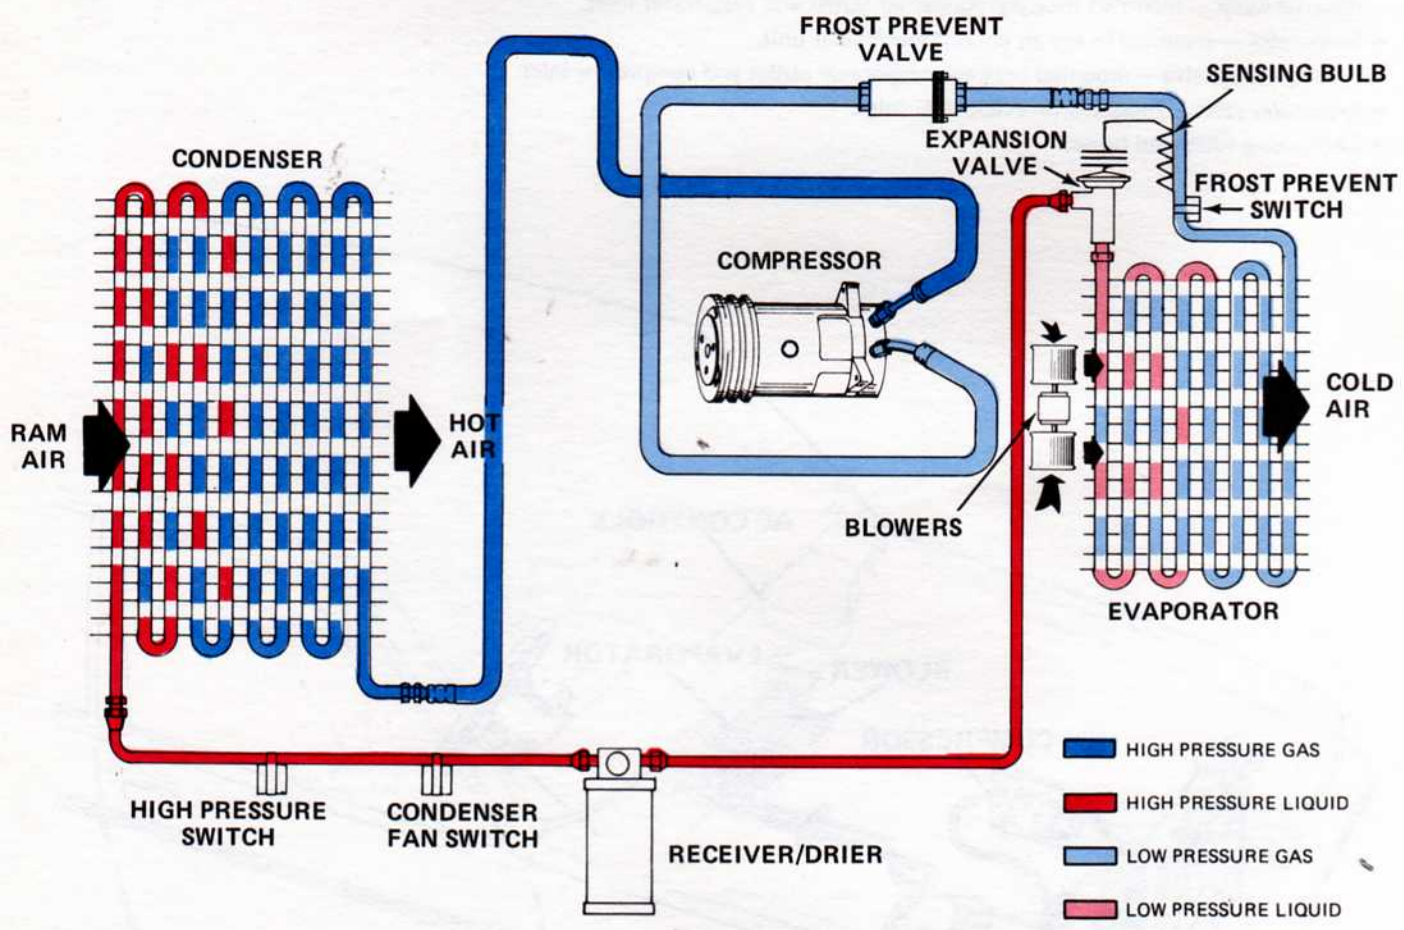 FROST PREVENT
VALVE
SENSING BULB
EXPANSION
VALVE
CONDENSER
FROST PREVENT
SWITCH
COMPRESSOR
RAM
AIR
HOT
AIR
COLD
AIR
BLOWERS
EVAPORATOR
HIGH PRESSURE GAS
HIGH PRESSURE
SWITCH
CONDENSER
FAN SWITCH
HIGH PRESSURE LIQUID
RECEIVER/DRIER
LOW PRESSURE GAS
LOW PRESSURE LIQUID